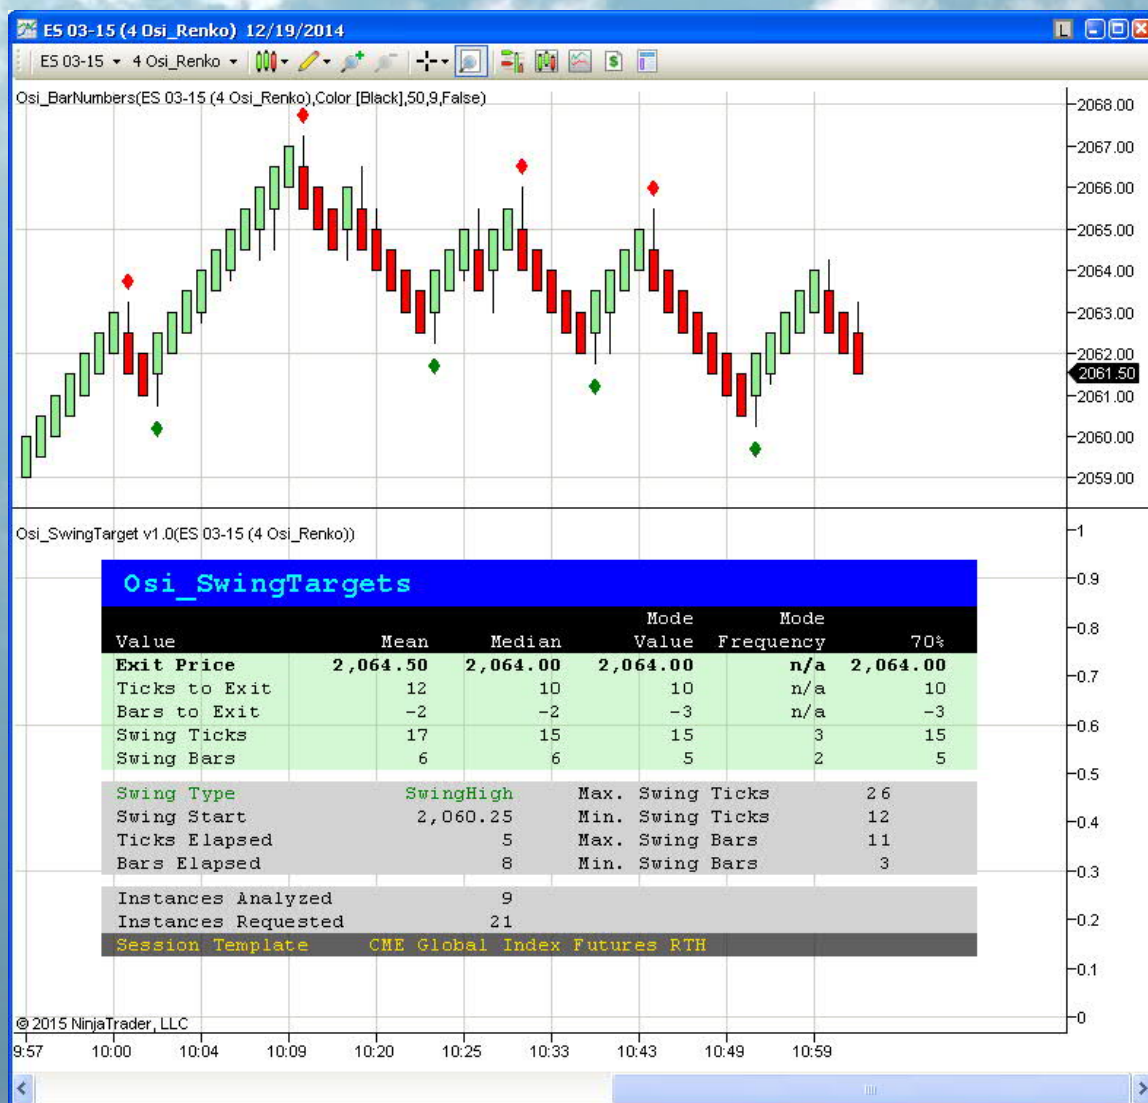 ES 03-15 (4 Osi_Renko) 12/19/2014
L
ES 03-15 4 Osi_Renko
Osi_BarNumbers(ES 03-15 (4 Osi_Renko),Color [Black],50,9,False)
2068.00
2067.00
2066.00
2065.00
2064.00
2063.00
2062.00
2061.50
2061.00
2060.00
2059.00
Osi_SwingTarget v1.0(ES 03-15 (4 Osi_Renko))
1
0.9
0.8
0.7
0.6
0.5
0.4
0.3
0.2
0.1
0
Osi_SwingTargets
Mode Mode
Value Mean Median Value Frequency 70%
Exit Price 2,064.50 2,064.00 2,064.00 n/a 2,064.00
Ticks to Exit 12 10 10 n/a 10
Bars to Exit -2 -2 -3 n/a -3
Swing Ticks 17 15 15 3 15
Swing Bars 6 6 5 2 5
Swing Type SwingHigh Max. Swing Ticks 26
Swing Start 2,060.25 Min. Swing Ticks 12
Ticks Elapsed 5 Max. Swing Bars 11
Bars Elapsed 8 Min. Swing Bars 3
Instances Analyzed 9
Instances Requested 21
Session Template CME Global Index Futures RTH
© 2015 NinjaTrader, LLC
9:57 10:00 10:04 10:09 10:20 10:25 10:33 10:43 10:49 10:59